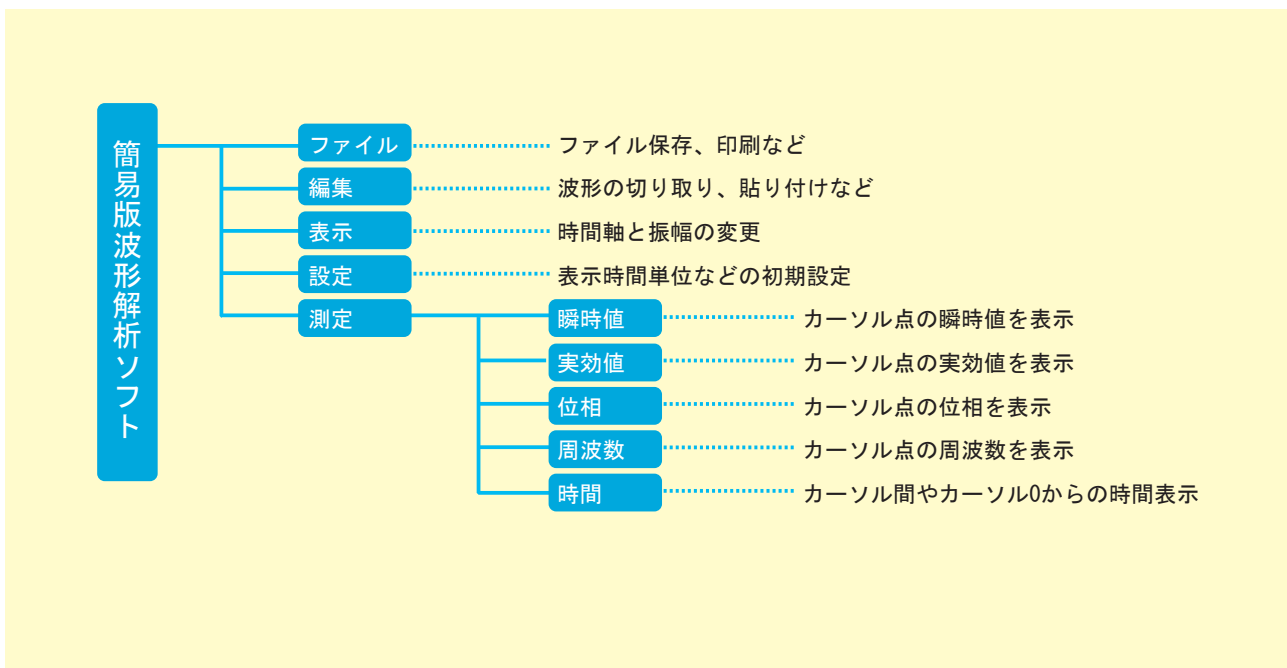 簡易版波形解析ソフト
ファイル ファイル保存、印刷など
編集 波形の切り取り、貼り付けなど
表示 時間軸と振幅の変更
設定 表示時間単位などの初期設定
測定 瞬時値 カーソル点の瞬時値を表示
実効値 カーソル点の実効値を表示
位相 カーソル点の位相を表示
周波数 カーソル点の周波数を表示
時間 カーソル間やカーソル0からの時間表示